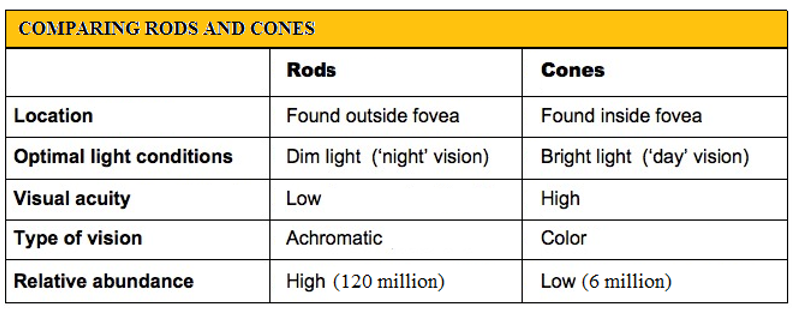 COMPARING RODS AND CONES
Rods Cones
Location Found outside fovea Found inside fovea
Optimal light conditions Dim light (‘night’ vision) Bright light (‘day’ vision)
Visual acuity Low High
Type of vision Achromatic Color
Relative abundance High (120 million) Low (6 million)